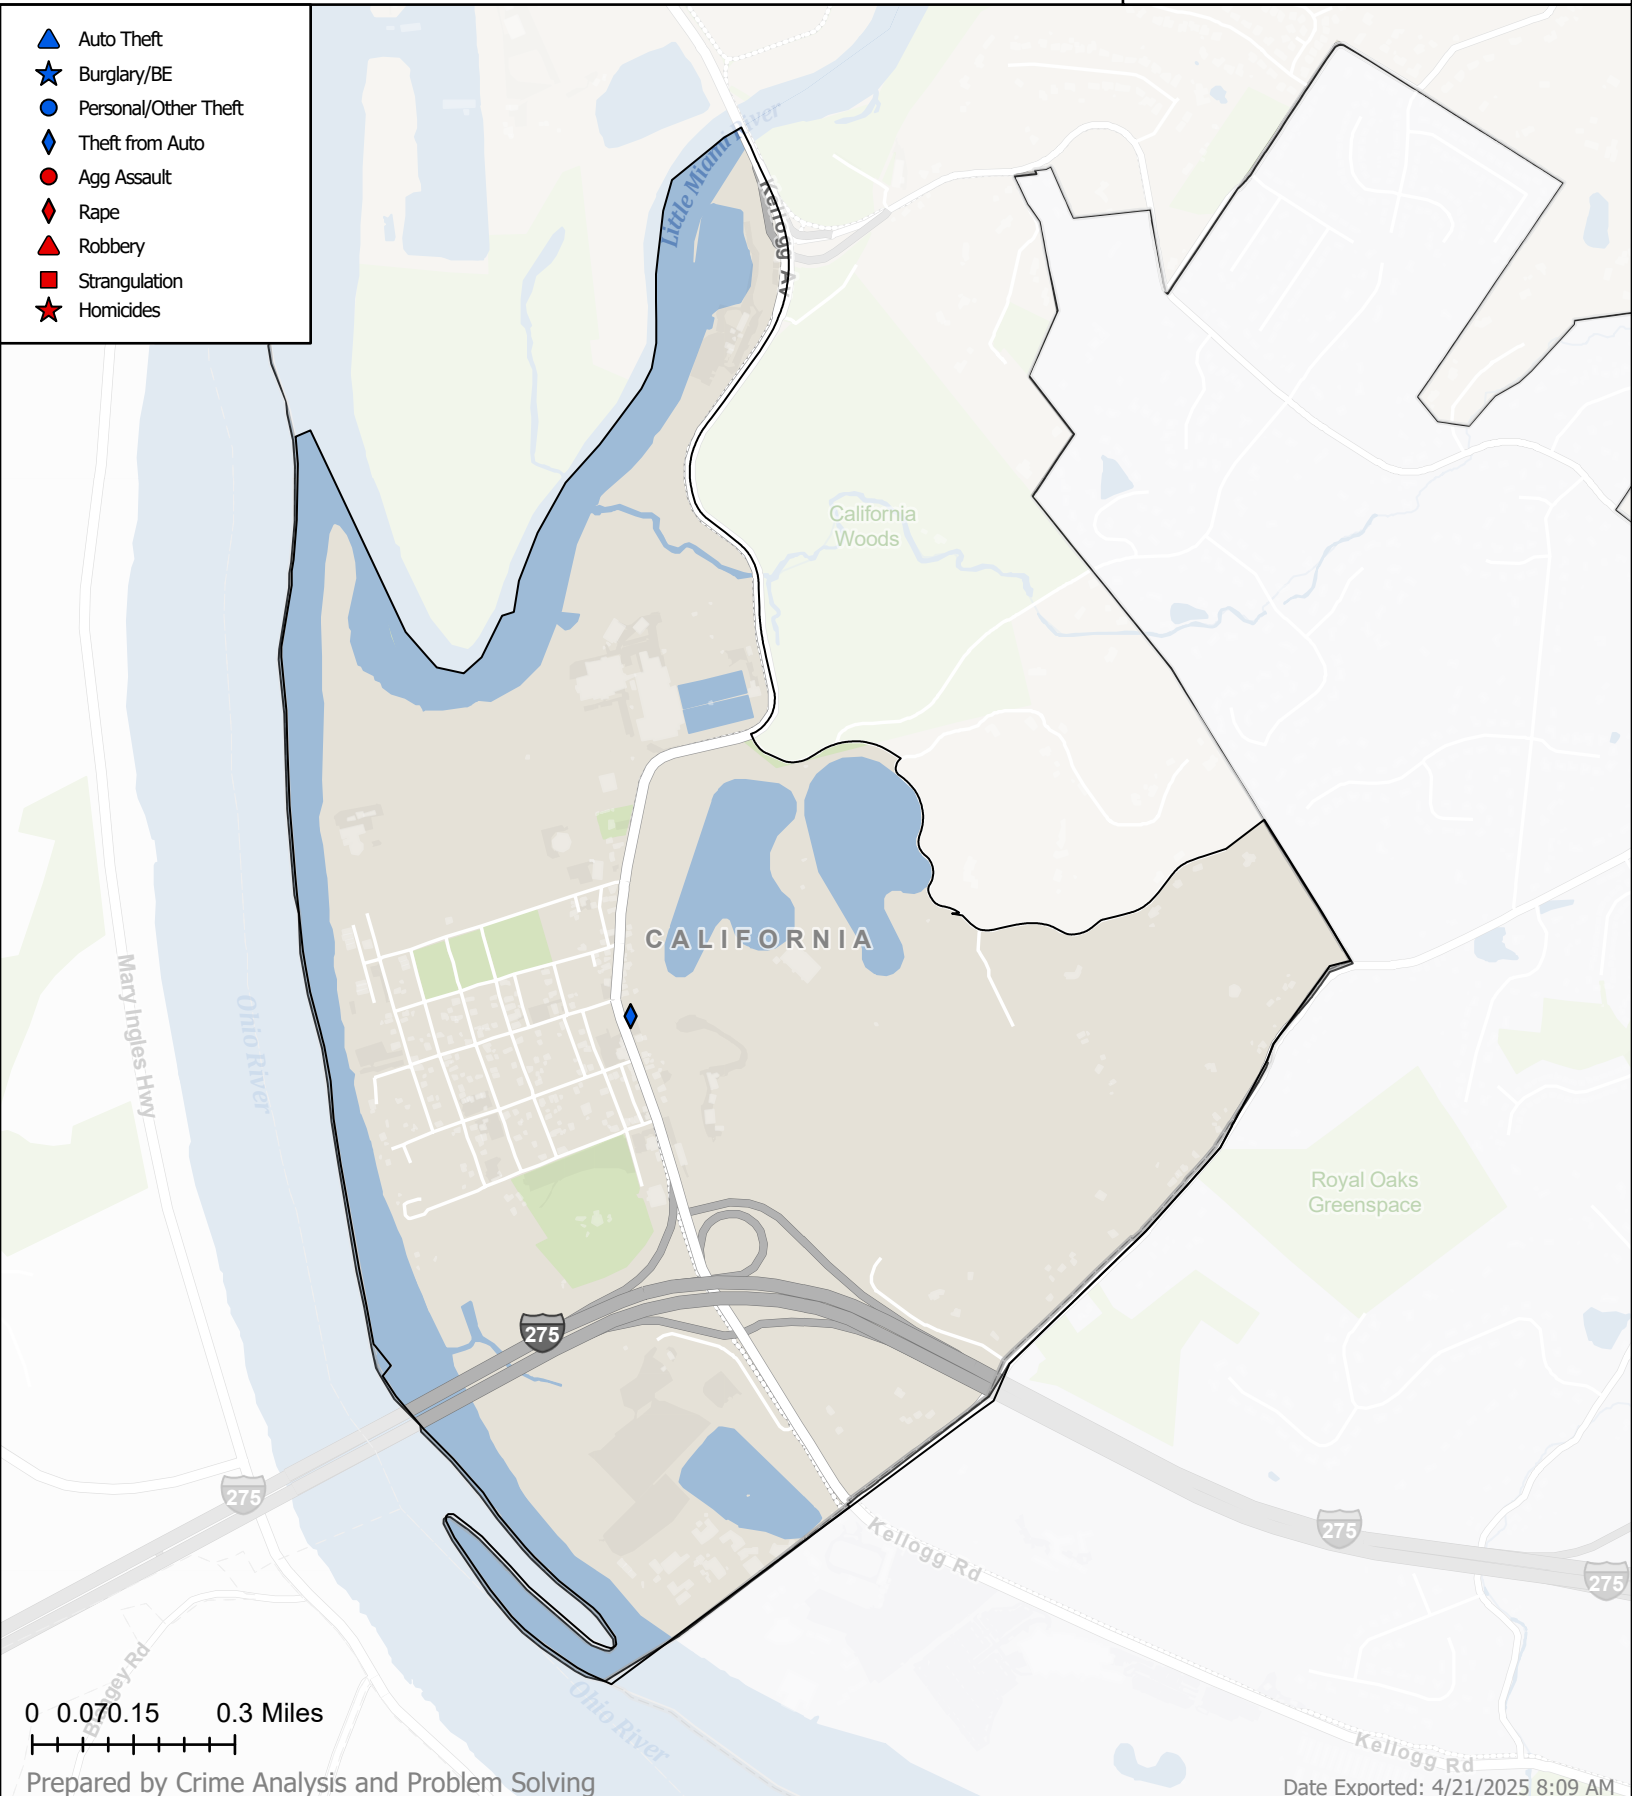 Auto Theft
Burglary/BE
Personal/Other Theft
Theft from Auto
Agg Assault
Rape
Robbery
Strangulation
Homicides
Little Miami River
Kellogg Av
California
Woods
CALIFORNIA
Mary Ingles Hwy
Ohio River
Royal Oaks
Greenspace
275
275
275
275
Kellogg Rd
Ohio River
Kellogg Rd
0 0.07 0.15 0.3 Miles
Prepared by Crime Analysis and Problem Solving
Date Exported: 4/21/2025 8:09 AM